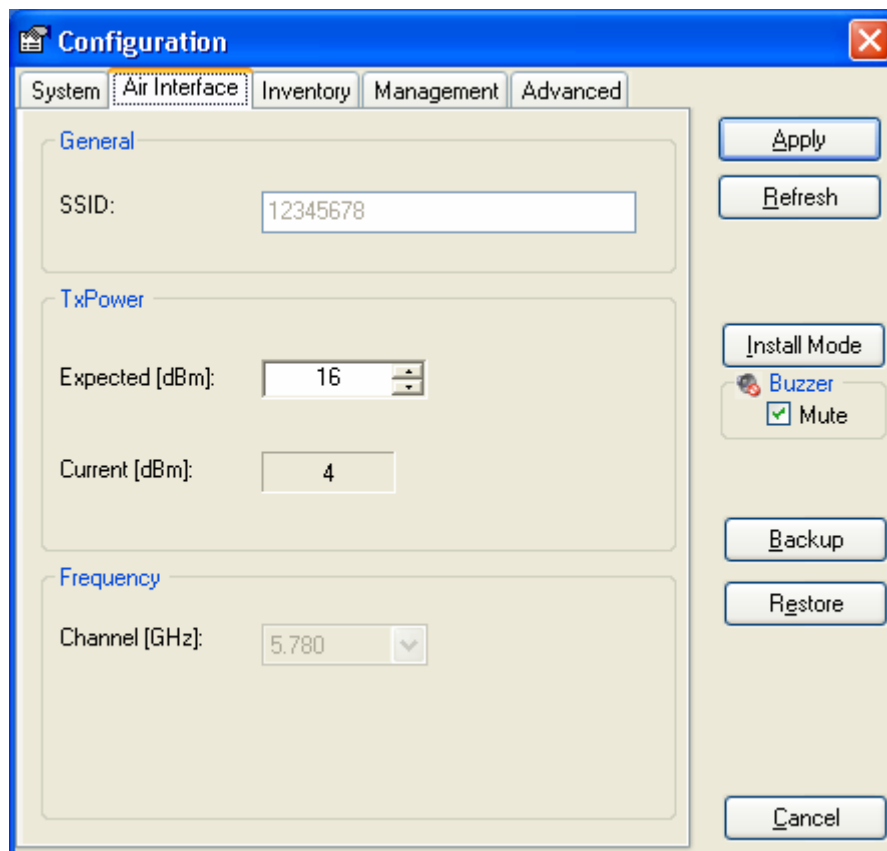 Configuration
System Air Interface Inventory Management Advanced
General
SSID: 12345678
TxPower
Expected [dBm]: 16
Current [dBm]: 4
Frequency
Channel [GHz]: 5.780
Apply
Refresh
Install Mode
Buzzer
Mute
Backup
Restore
Cancel